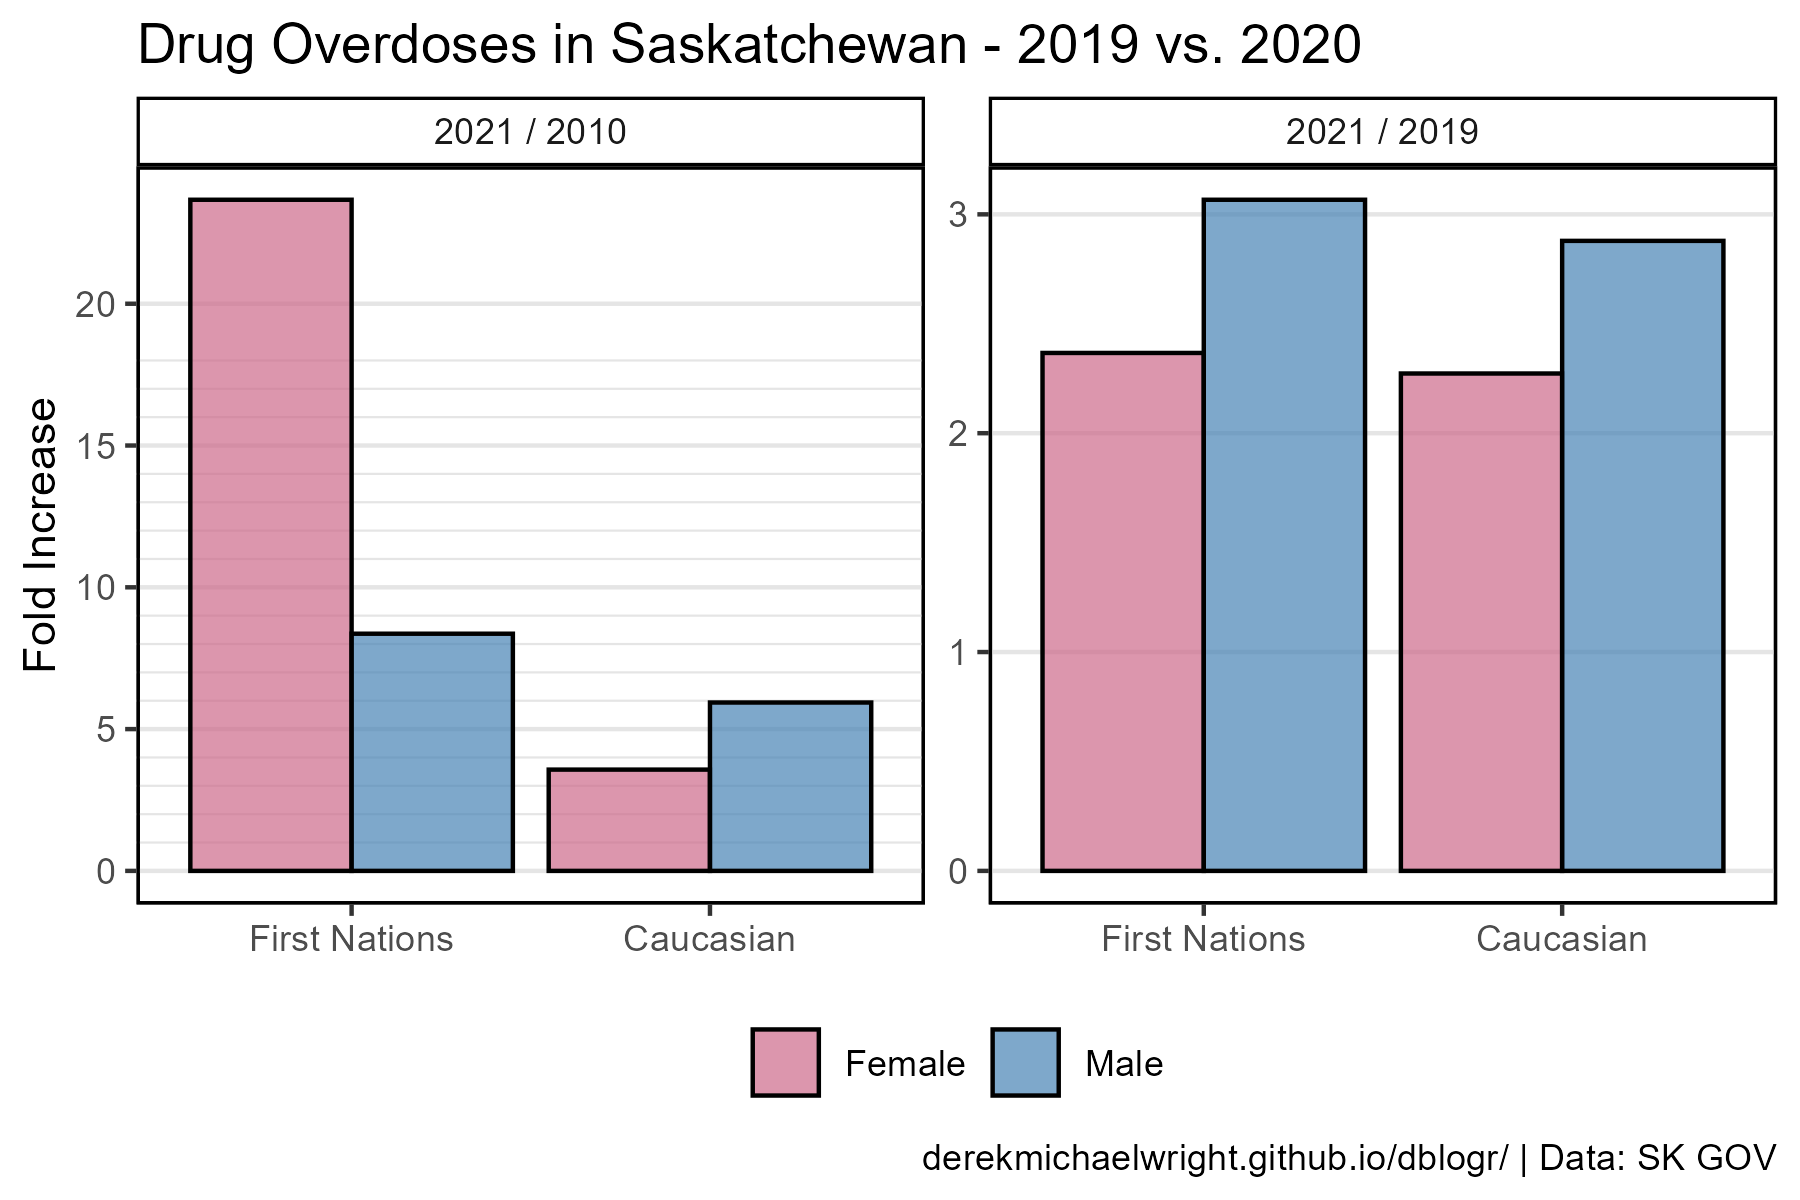 Drug Overdoses in Saskatchewan - 2019 vs. 2020
2021 / 2010
2021 / 2019
Fold Increase
20
15
10
5
0
3
2
1
0
First Nations
Caucasian
First Nations
Caucasian
Female
Male
derekmichaelwright.github.io/dblogr/ | Data: SK GOV